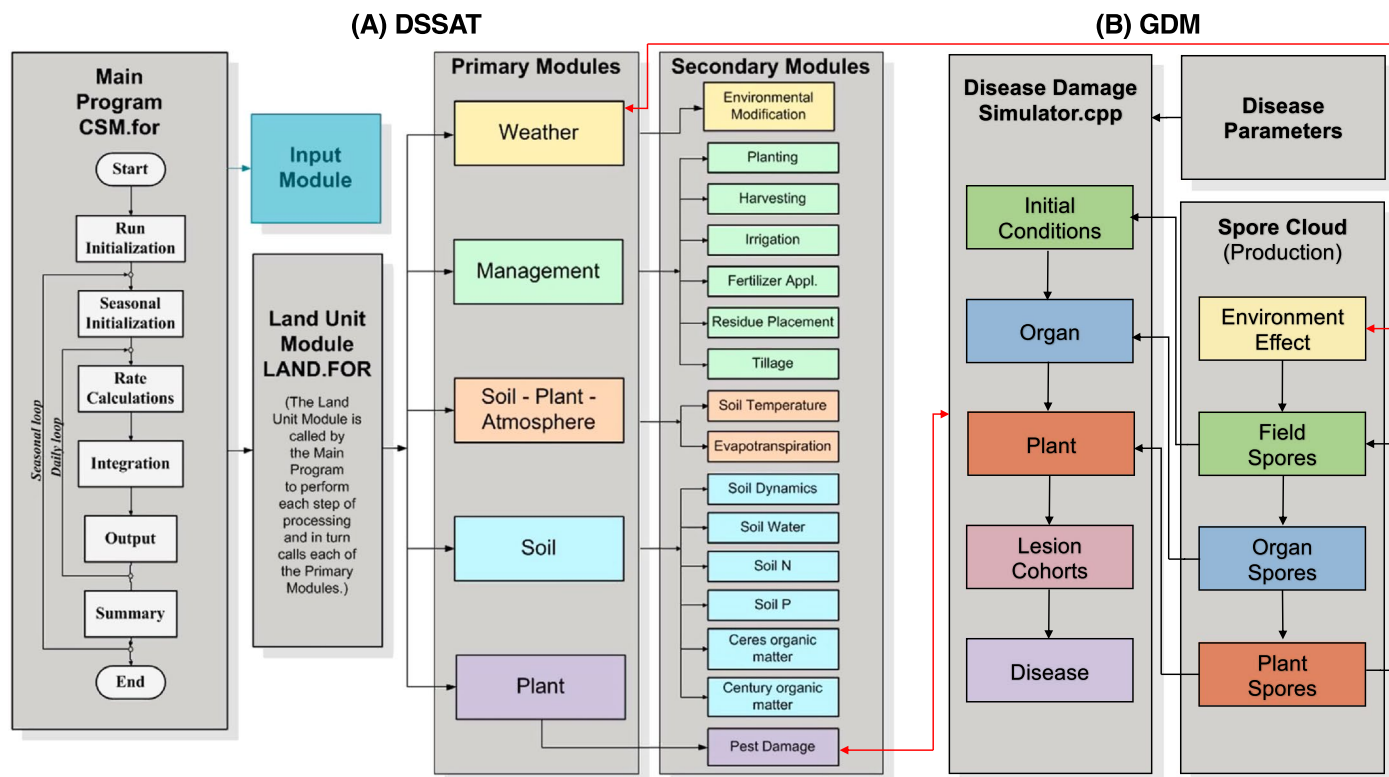 (A) DSSAT
(B) GDM
Main
Program
CSM.for
Start
Run
Initialization
Seasonal
Initialization
Rate
Calculations
Integration
Output
Summary
End
Seasonal loop
Daily loop
Input
Module
Land Unit
Module
LAND.FOR
(The Land
Unit Module is
called by
the Main
Program
to perform
each step of
processing
and in turn
calls each of
the Primary
Modules.)
Primary Modules
Weather
Management
Soil - Plant -
Atmosphere
Soil
Plant
Secondary Modules
Environmental
Modification
Planting
Harvesting
Irrigation
Fertilizer Appl.
Residue Placement
Tillage
Soil Temperature
Evapotranspiration
Soil Dynamics
Soil Water
Soil N
Soil P
Ceres organic
matter
Century organic
matter
Pest Damage
Disease Damage
Simulator.cpp
Initial
Conditions
Organ
Plant
Lesion
Cohorts
Disease
Disease
Parameters
Spore Cloud
(Production)
Environment
Effect
Field
Spores
Organ
Spores
Plant
Spores